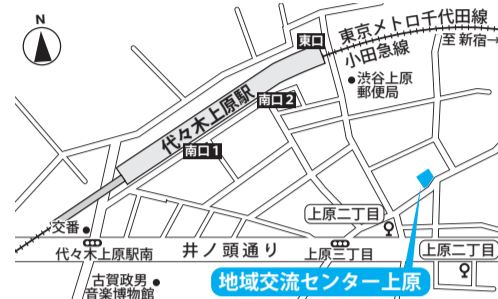 N
東京メトロ千代田線
小田急線
至 新宿→
東口
渋谷上原
郵便局
南口2
代々木上原駅
南口1
上原二丁目
交番
代々木上原駅南
井ノ頭通り
上原三丁目
上原二丁目
古賀政男
音楽博物館
地域交流センター上原